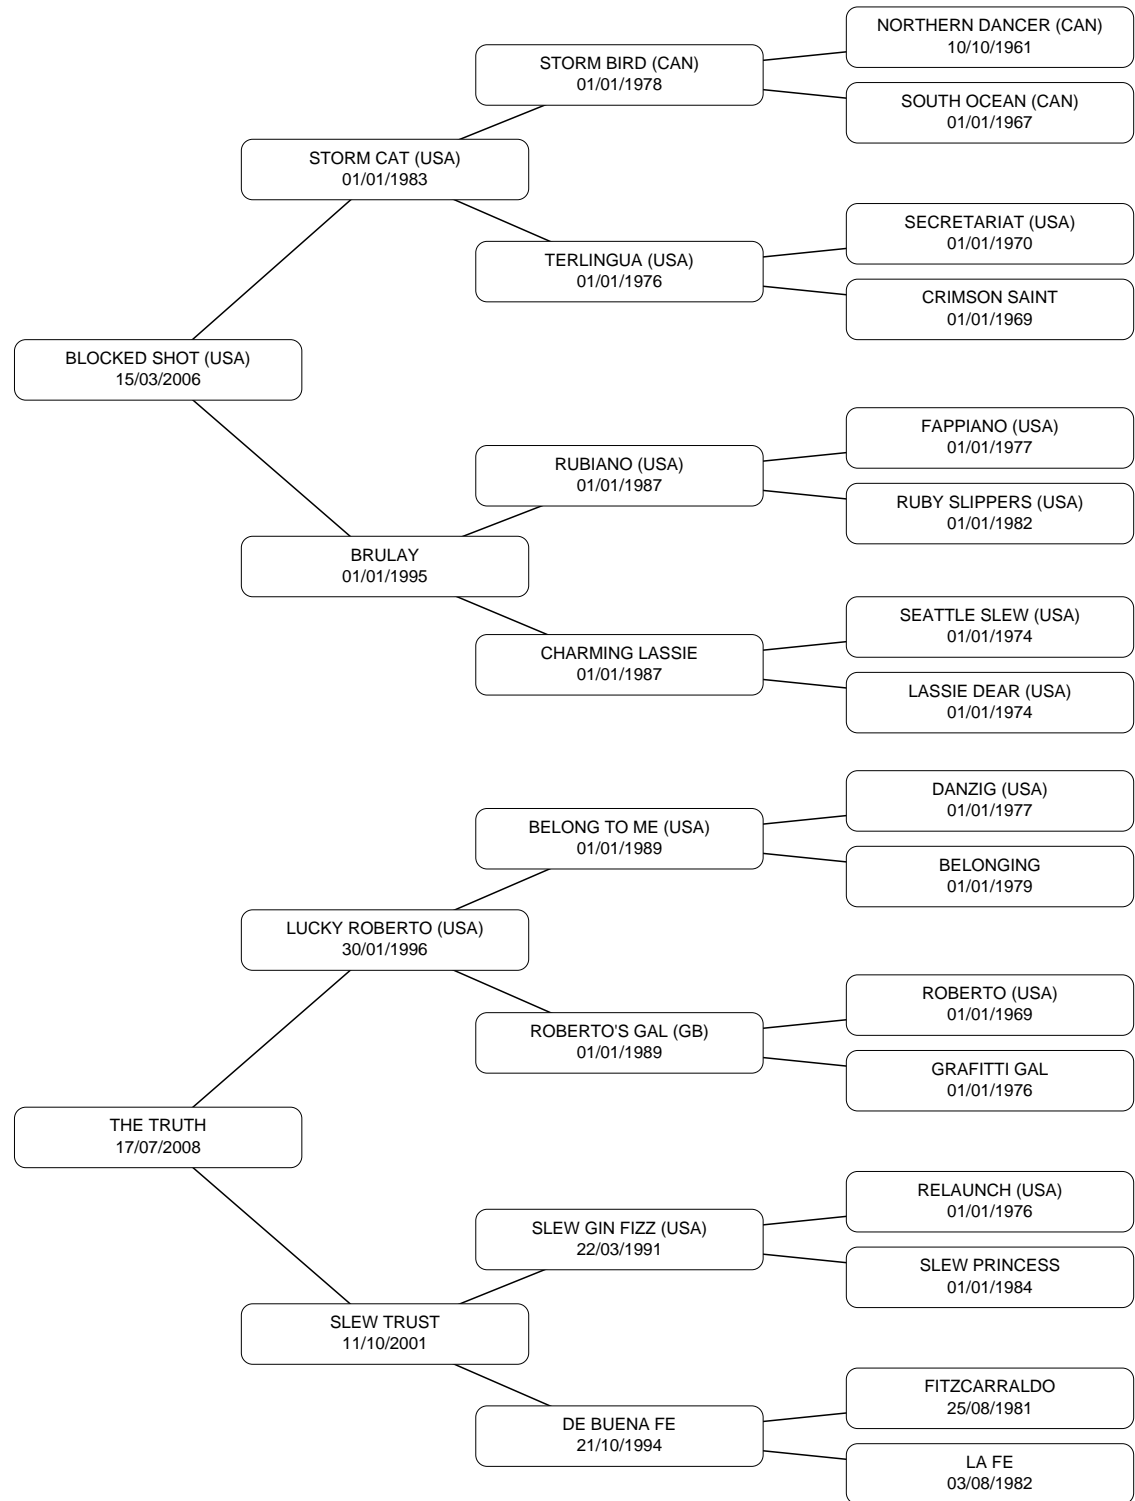 NORTHERN DANCER (CAN)
10/10/1961
STORM BIRD (CAN)
01/01/1978
SOUTH OCEAN (CAN)
01/01/1967
STORM CAT (USA)
01/01/1983
SECRETARIAT (USA)
01/01/1970
TERLINGUA (USA)
01/01/1976
CRIMSON SAINT
01/01/1969
BLOCKED SHOT (USA)
15/03/2006
FAPPIANO (USA)
01/01/1977
RUBIANO (USA)
01/01/1987
RUBY SLIPPERS (USA)
01/01/1982
BRULAY
01/01/1995
SEATTLE SLEW (USA)
01/01/1974
CHARMING LASSIE
01/01/1987
LASSIE DEAR (USA)
01/01/1974
DANZIG (USA)
01/01/1977
BELONG TO ME (USA)
01/01/1989
BELONGING
01/01/1979
LUCKY ROBERTO (USA)
30/01/1996
ROBERTO (USA)
01/01/1969
ROBERTO'S GAL (GB)
01/01/1989
GRAFITTI GAL
01/01/1976
THE TRUTH
17/07/2008
RELAUNCH (USA)
01/01/1976
SLEW GIN FIZZ (USA)
22/03/1991
SLEW PRINCESS
01/01/1984
SLEW TRUST
11/10/2001
FITZCARRALDO
25/08/1981
DE BUENA FE
21/10/1994
LA FE
03/08/1982